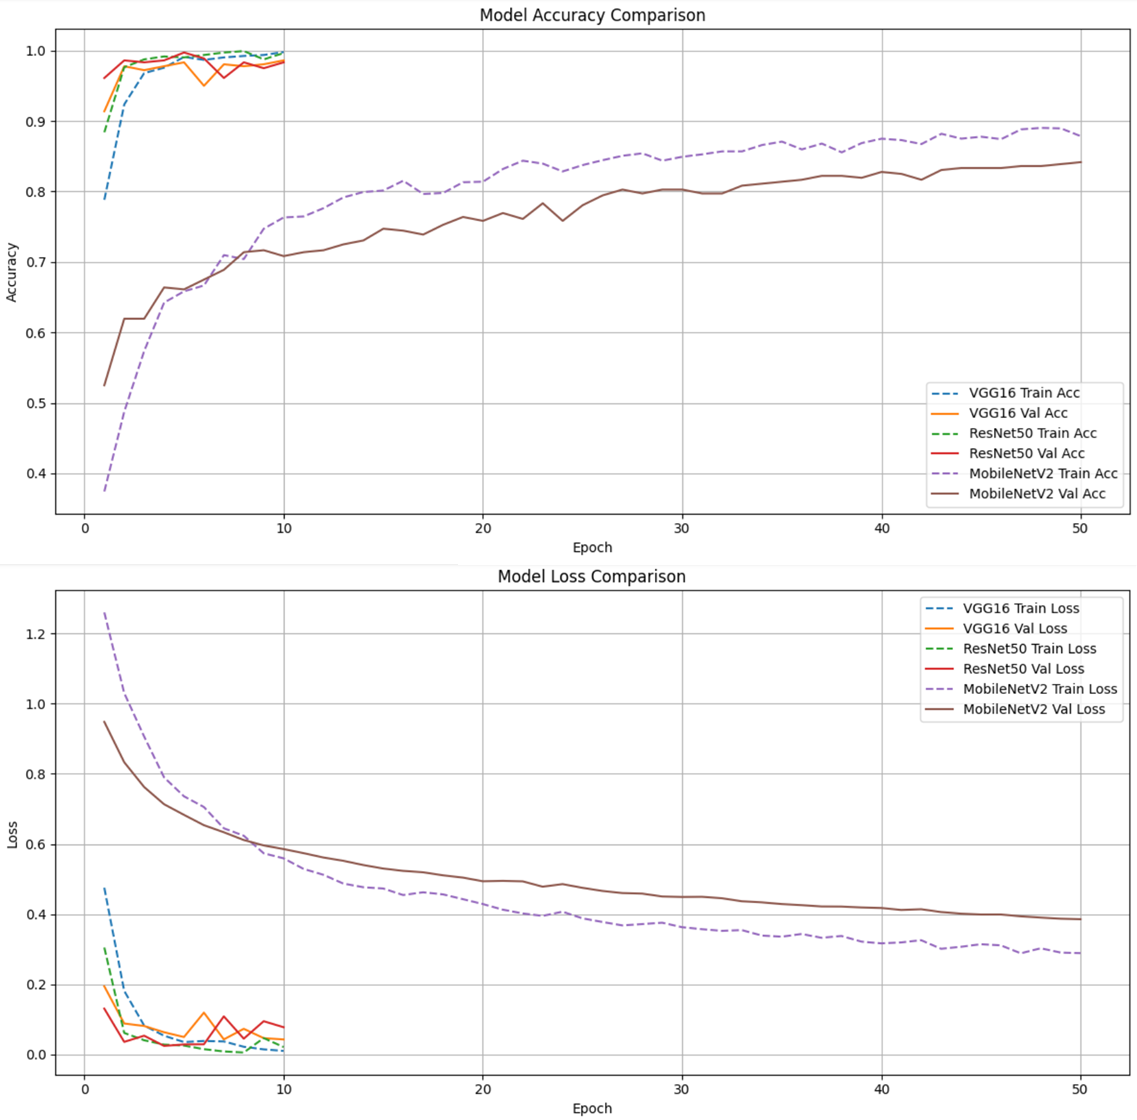 Model Accuracy Comparison
1.0
0.9
0.8
0.7
0.6
0.5
0.4
Accuracy
VGG16 Train Acc
VGG16 Val Acc
ResNet50 Train Acc
ResNet50 Val Acc
MobileNetV2 Train Acc
MobileNetV2 Val Acc
0 10 20 30 40 50
Epoch
Model Loss Comparison
1.2
1.0
0.8
0.6
0.4
0.2
0.0
Loss
VGG16 Train Loss
VGG16 Val Loss
ResNet50 Train Loss
ResNet50 Val Loss
MobileNetV2 Train Loss
MobileNetV2 Val Loss
0 10 20 30 40 50
Epoch